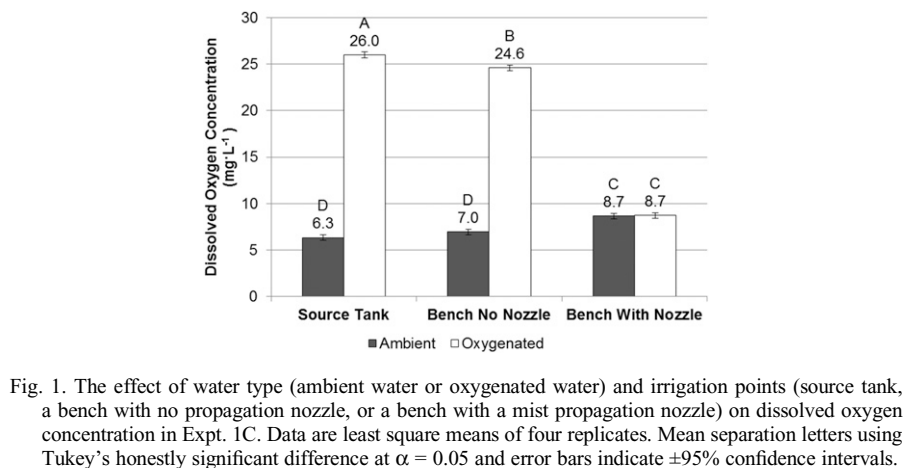 30
25
20
15
10
5
0
Dissolved Oxygen Concentration
(mg·L⁻¹ )
A
26.0
B
24.6
D
6.3
D
7.0
C
8.7
C
8.7
Source Tank
Bench No Nozzle
Bench With Nozzle
Ambient
Oxygenated
Fig. 1. The effect of water type (ambient water or oxygenated water) and irrigation points (source tank,
a bench with no propagation nozzle, or a bench with a mist propagation nozzle) on dissolved oxygen
concentration in Expt. 1C. Data are least square means of four replicates. Mean separation letters using
Tukey’s honestly significant difference at α = 0.05 and error bars indicate ±95% confidence intervals.